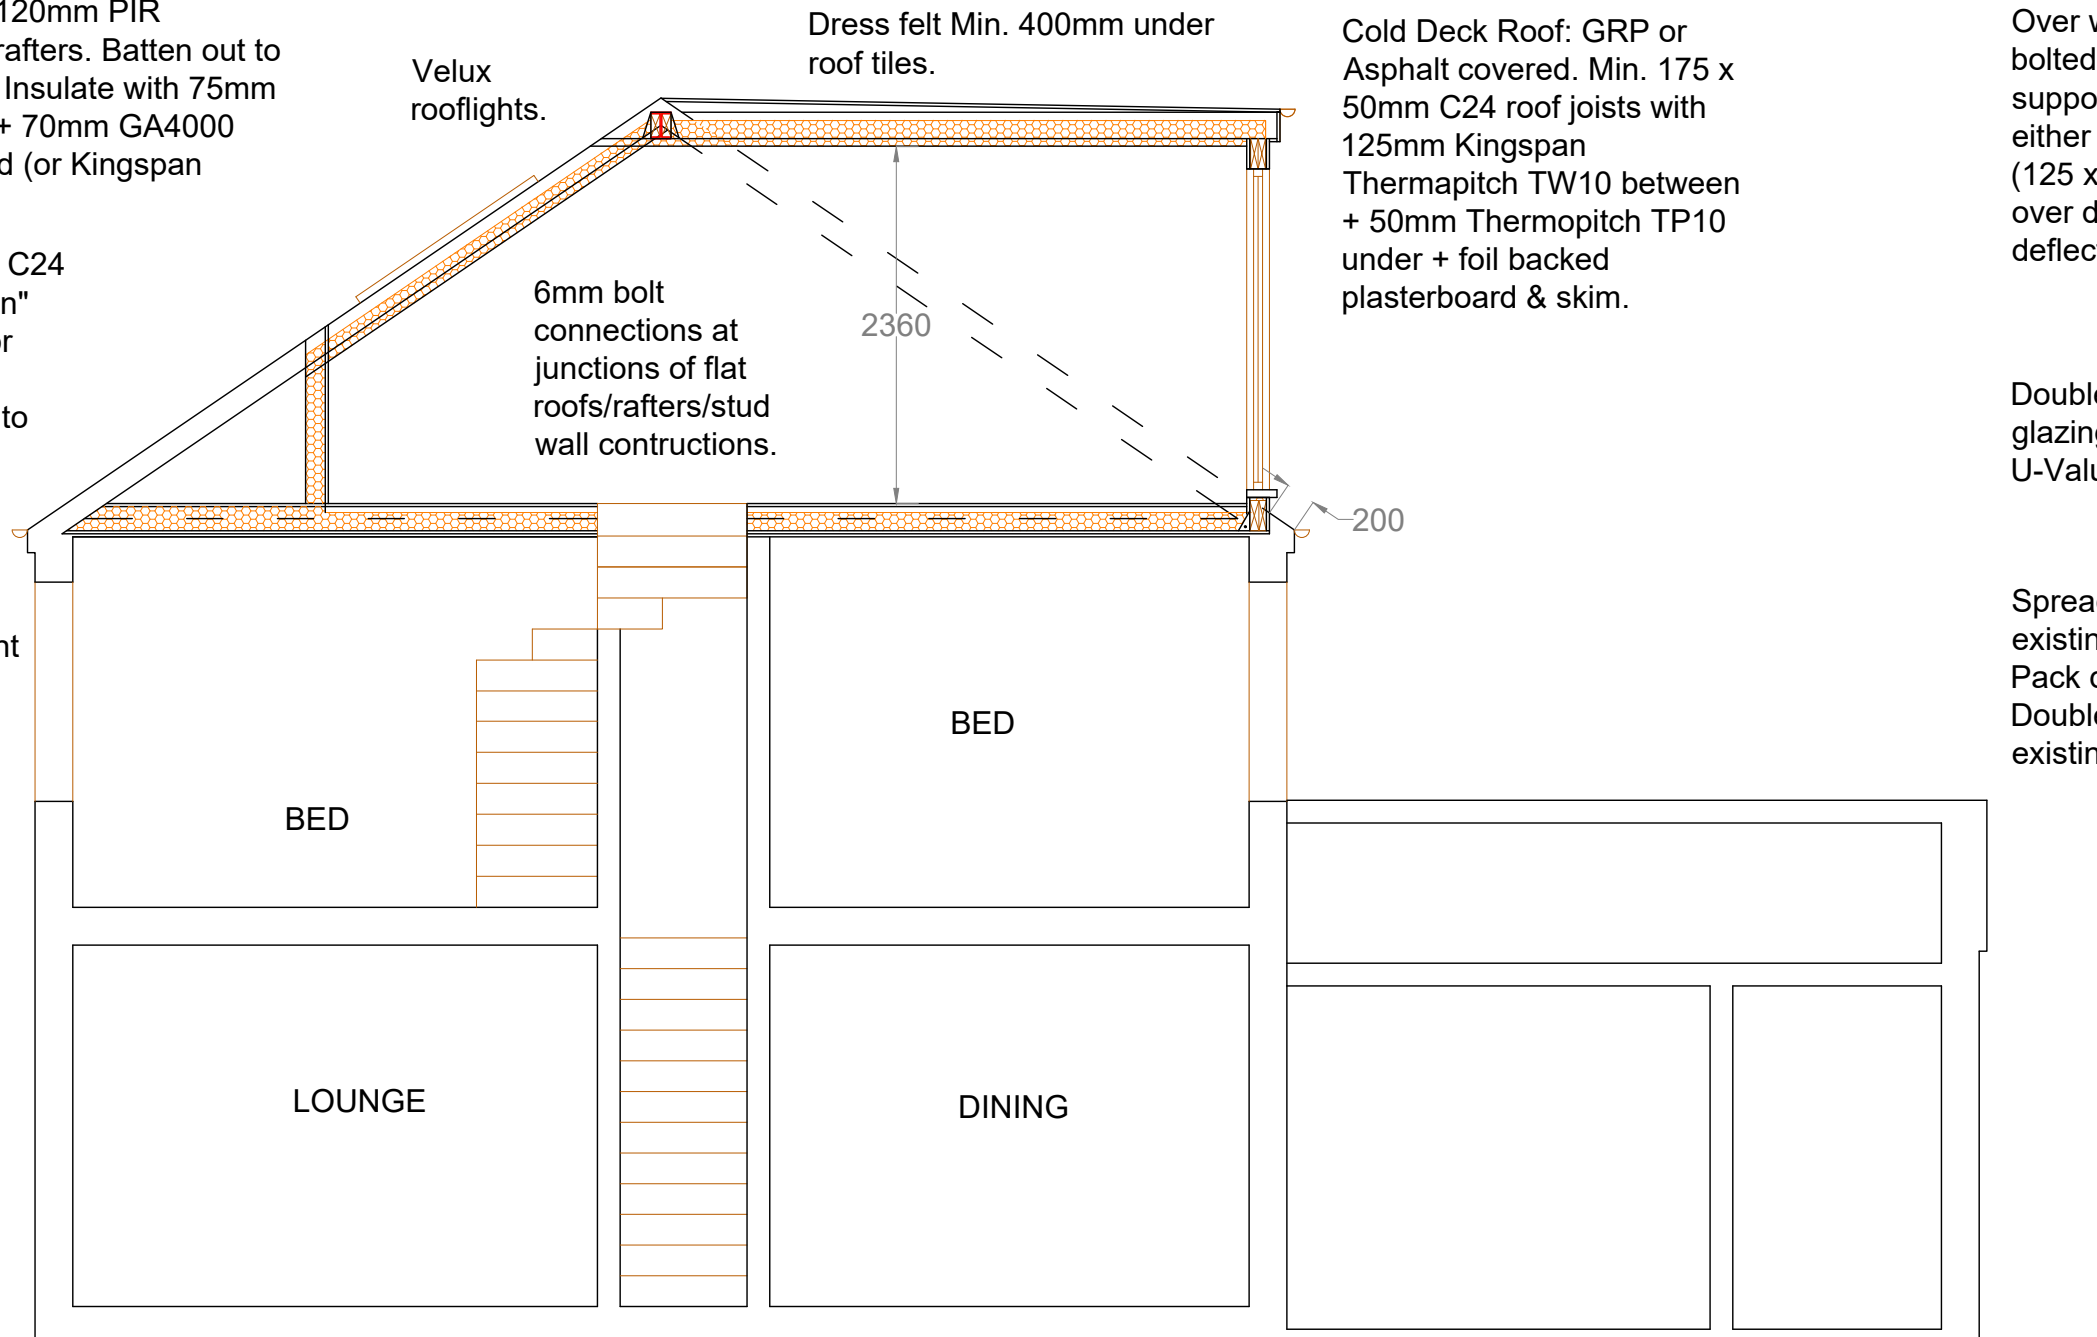 120mm PIR
rafters. Batten out to
Insulate with 75mm
+ 70mm GA4000
d (or Kingspan
C24
n"
or
to
nt
Velux
rooflights.
Dress felt Min. 400mm under
roof tiles.
6mm bolt
connections at
junctions of flat
roofs/rafters/stud
wall contructions.
2360
Cold Deck Roof: GRP or
Asphalt covered. Min. 175 x
50mm C24 roof joists with
125mm Kingspan
Thermapitch TW10 between
+ 50mm Thermopitch TP10
under + foil backed
plasterboard & skim.
200
BED
BED
LOUNGE
DINING
Over
bolted
suppo
either
(125 x
over d
deflec
Double
glazing
U-Valu
Sprea
existin
Pack
Double
existin